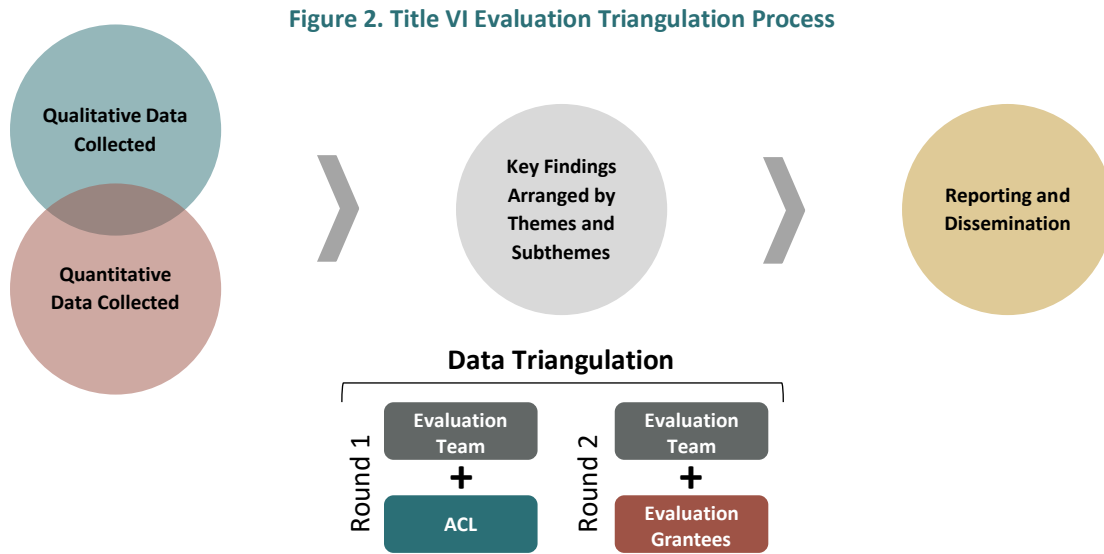 Figure 2. Title VI Evaluation Triangulation Process
Qualitative Data
Collected
Quantitative
Data Collected
Key Findings
Arranged by
Themes and
Subthemes
Reporting and
Dissemination
Data Triangulation
Round 1
Evaluation
Team
+
ACL
Round 2
Evaluation
Team
+
Evaluation
Grantees